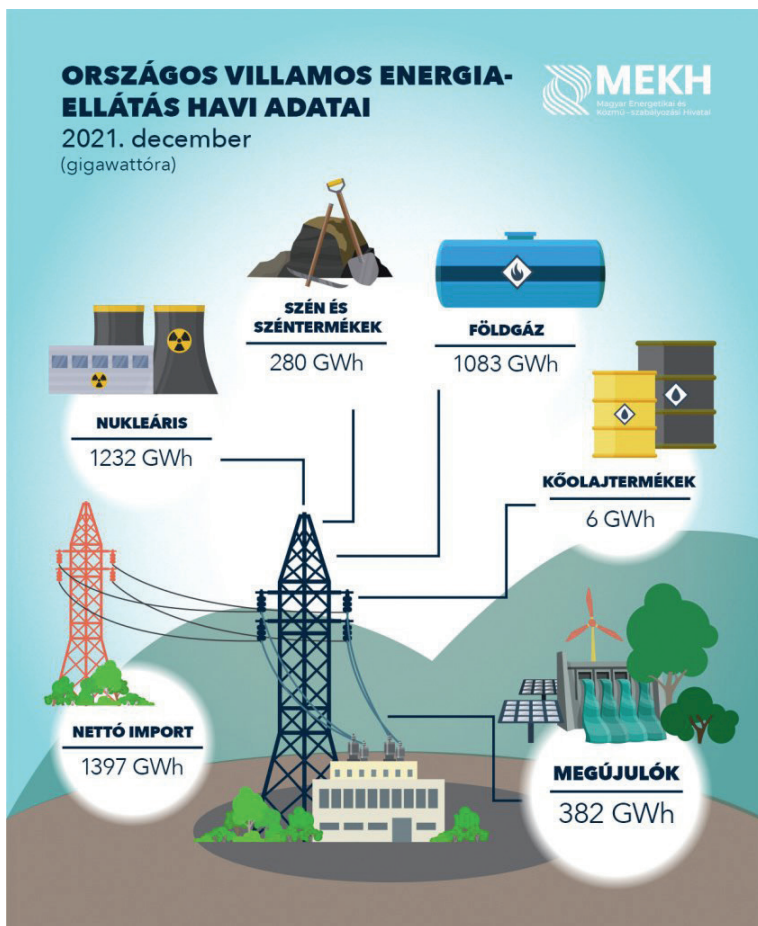 ORSZÁGOS VILLAMOS ENERGIA-
ELLÁTÁS HAVI ADATAI
2021. december
(gigawattóra)
MEKH
Magyar Energetikai és
Közmű-szabályozási Hivatal
SZÉN ÉS
SZÉNTERMÉKEK
280 GWh
FÖLDGÁZ
1083 GWh
NUKLEÁRIS
1232 GWh
KŐOLAJTERMÉKEK
6 GWh
NETTÓ IMPORT
1397 GWh
MEGÚJULÓK
382 GWh